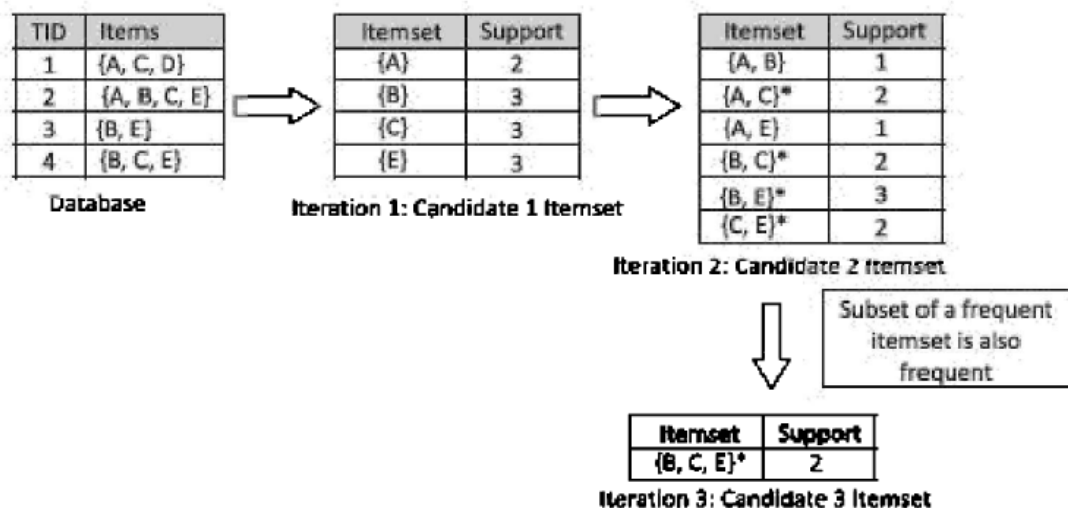 TID Items
1 {A, C, D}
2 {A, B, C, E}
3 {B, E}
4 {B, C, E}
Database
Itemset Support
{A} 2
{B} 3
{C} 3
{E} 3
Iteration 1: Candidate 1 Itemset
Itemset Support
{A, B} 1
{A, C}* 2
{A, E} 1
{B, C}* 2
{B, E}* 3
{C, E}* 2
Iteration 2: Candidate 2 Itemset
Subset of a frequent
itemset is also
frequent
Itemset Support
{B, C, E}* 2
Iteration 3: Candidate 3 Itemset